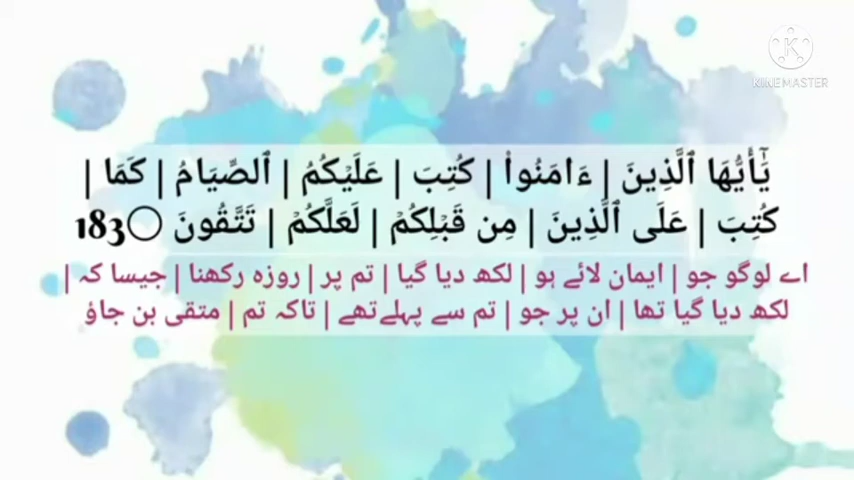 KINEMASTER
يَٰٓأَيُّهَا ٱلَّذِينَ | ءَامَنُوا۟ | كُتِبَ | عَلَيْكُمُ | ٱلصِّيَامُ | كَمَا |
كُتِبَ | عَلَى ٱلَّذِينَ | مِن قَبْلِكُمْ | لَعَلَّكُمْ | تَتَّقُونَ ○183
اے لوگو جو | ایمان لائے ہو | لکھ دیا گیا | تم پر | روزہ رکھنا | جیسا کہ |
لکھ دیا گیا تھا | ان پر جو | تم سے پہلےتھے | تاکہ تم | متقی بن جاؤ